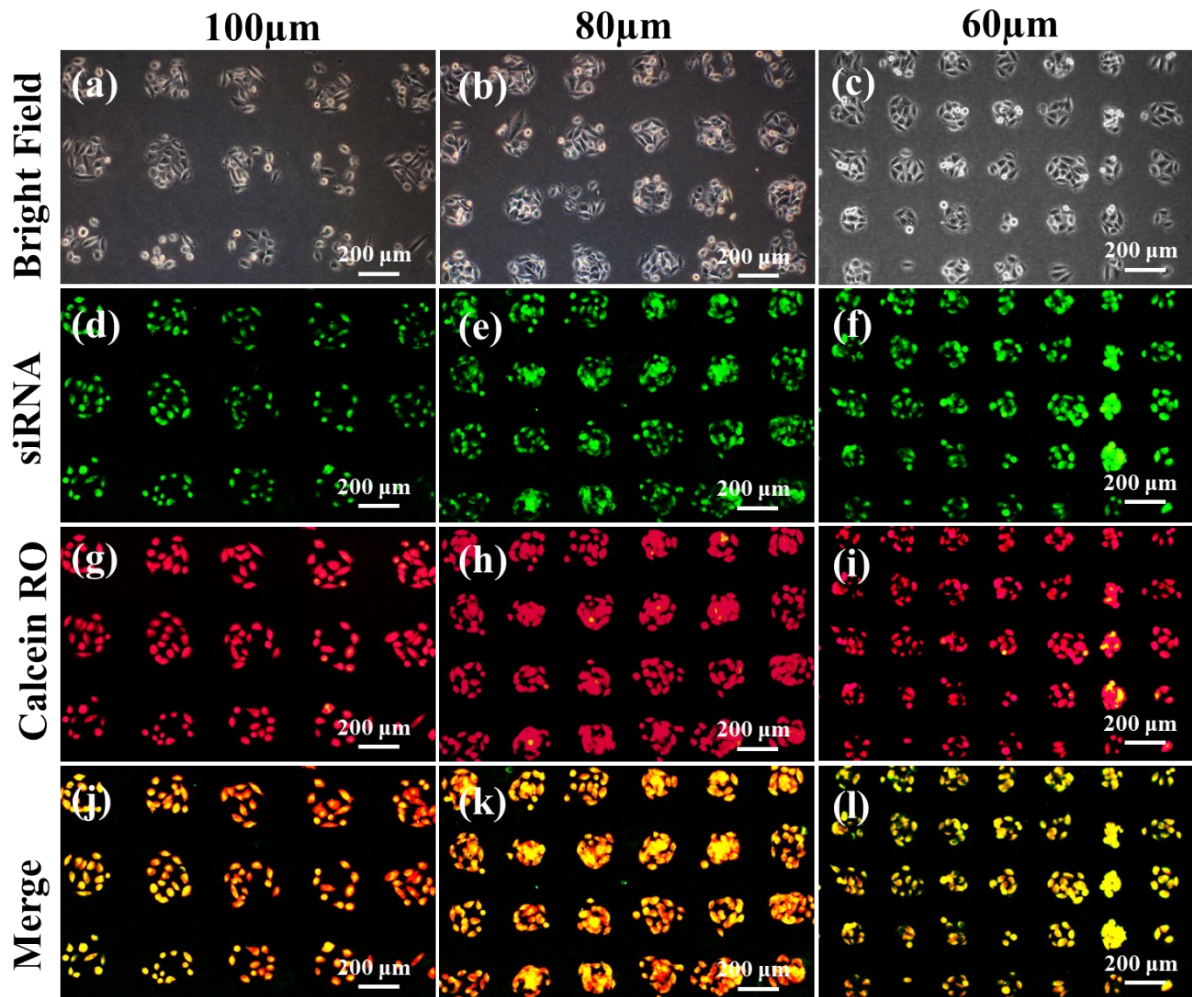 100µm 80µm 60µm
Bright Field
(a) 200 µm
(b) 200 µm
(c) 200 µm
siRNA
(d) 200 µm
(e) 200 µm
(f) 200 µm
Calcein RO
(g) 200 µm
(h) 200 µm
(i) 200 µm
Merge
(j) 200 µm
(k) 200 µm
(l) 200 µm